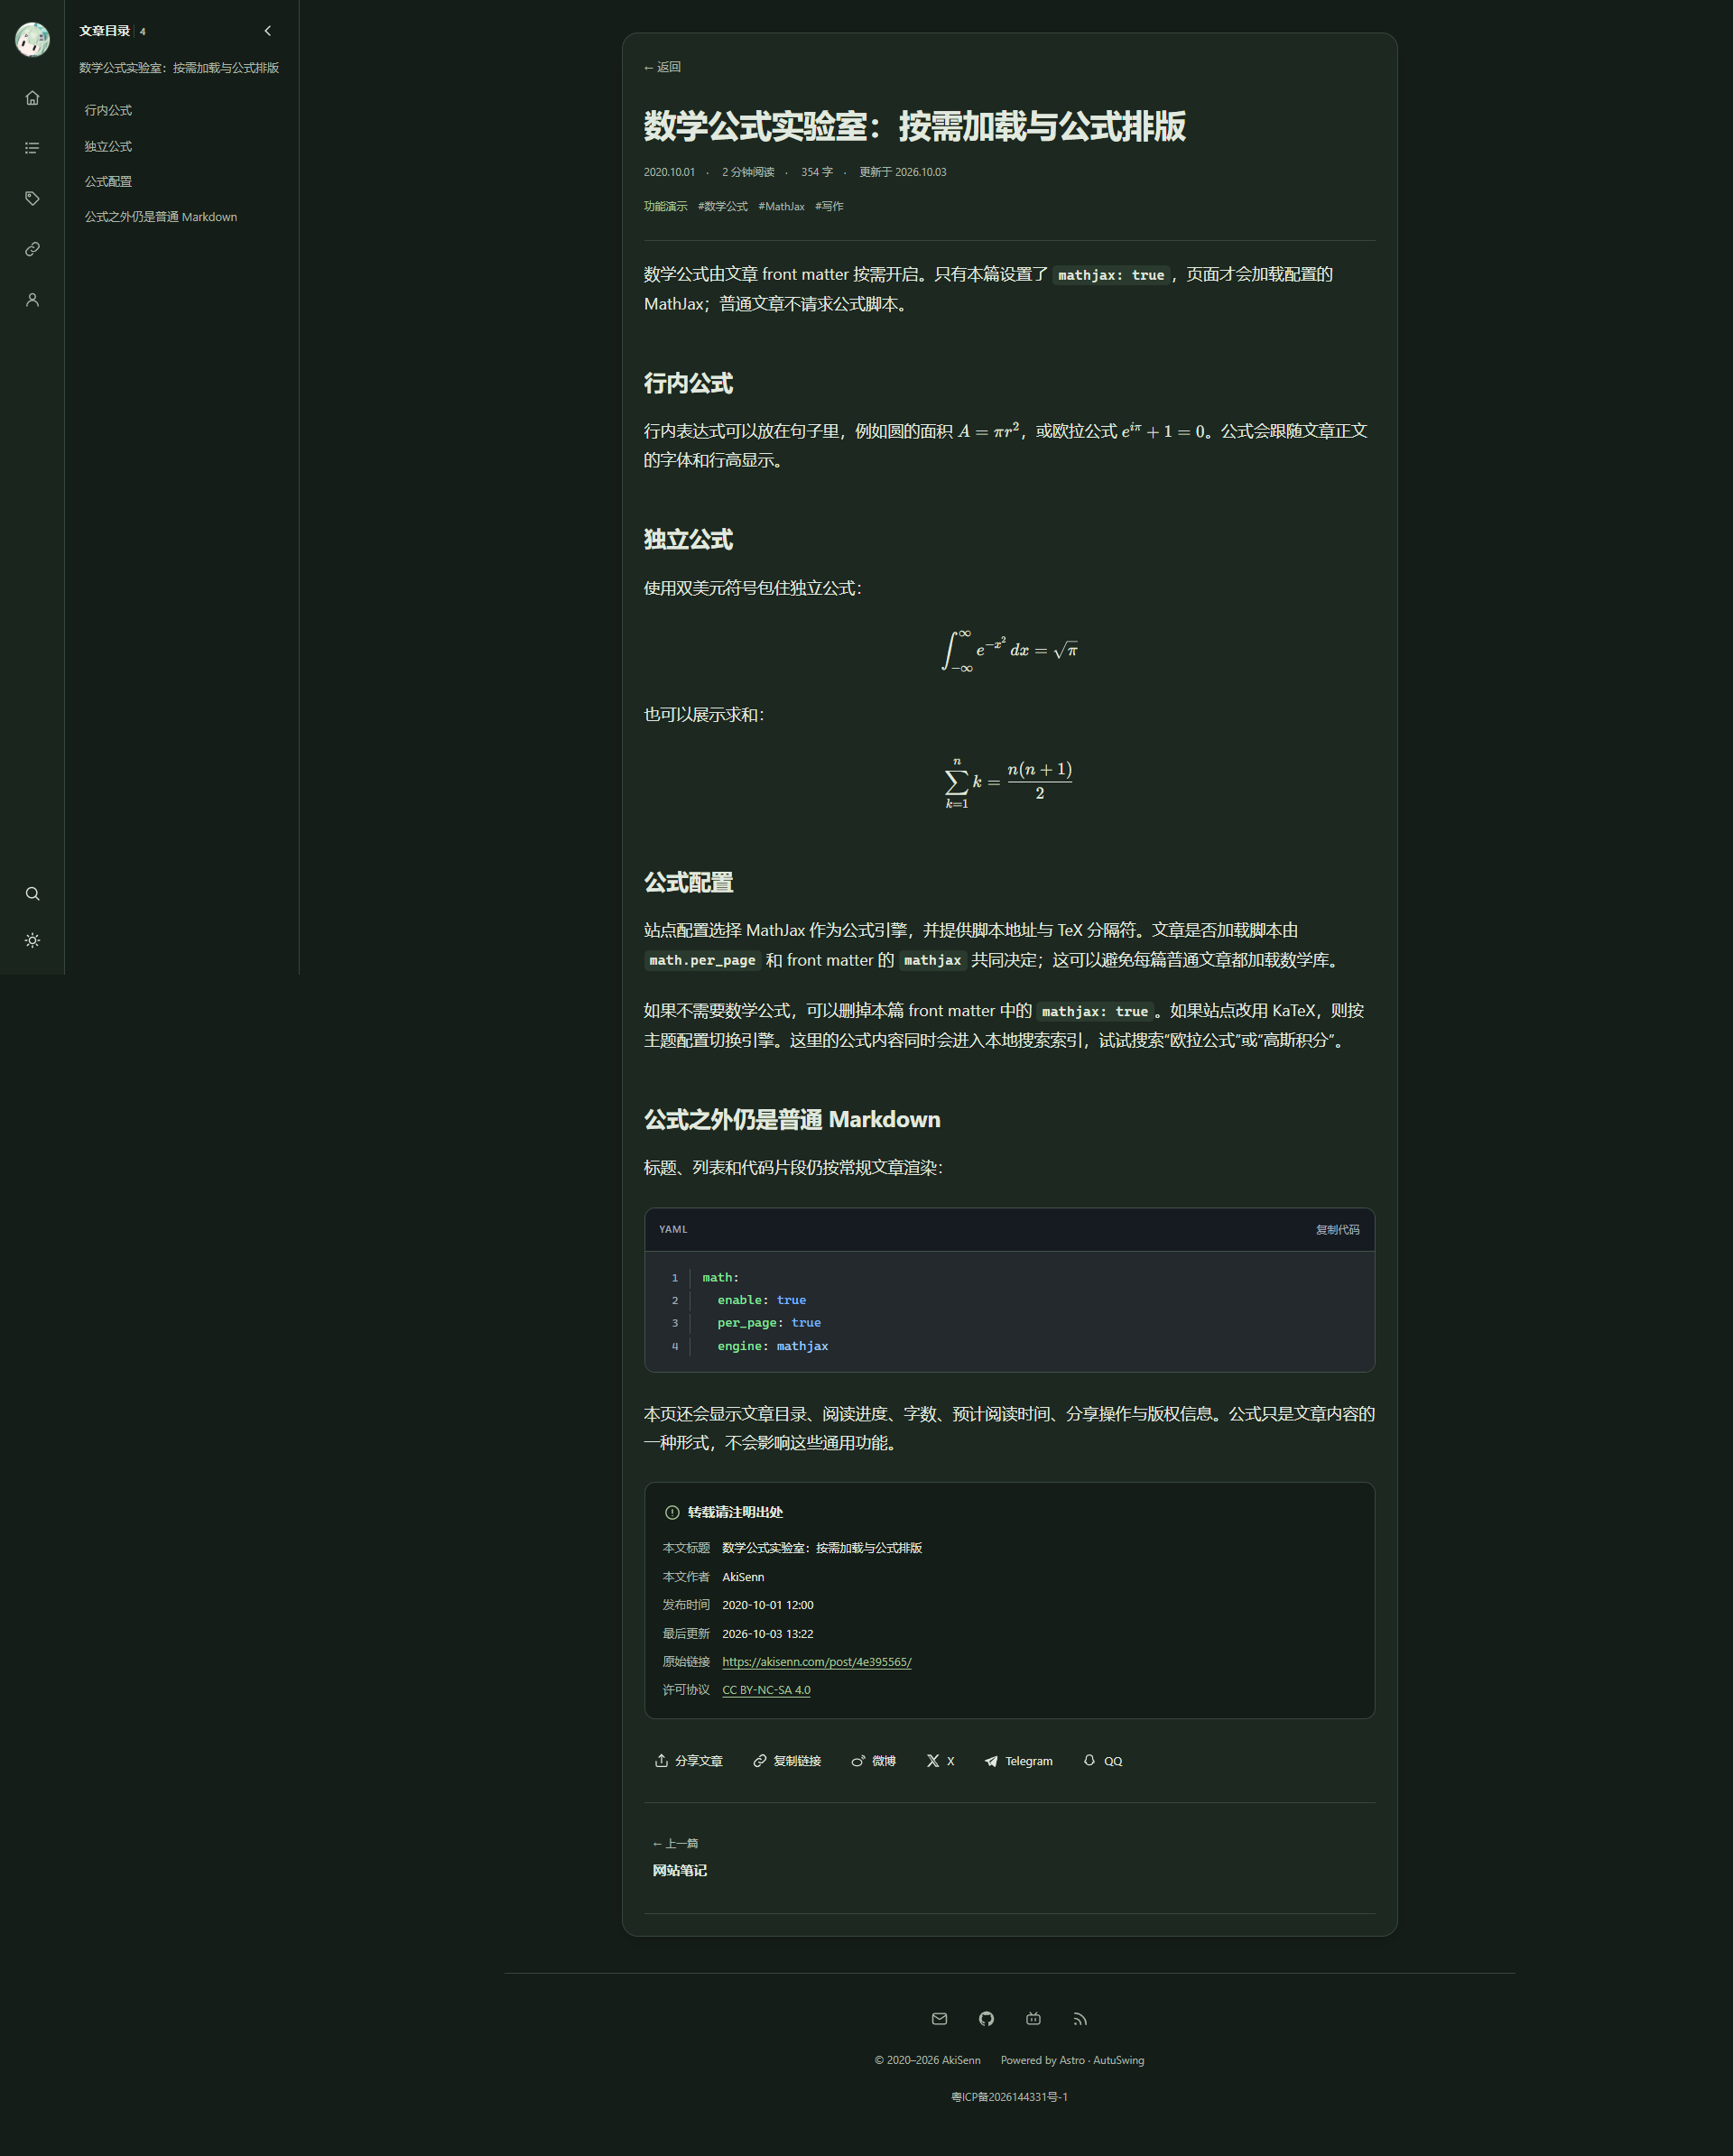 文章目录 4
数学公式实验室：按需加载与公式排版
行内公式
独立公式
公式配置
公式之外仍是普通 Markdown
← 返回
数学公式实验室：按需加载与公式排版
2020.10.01 · 2 分钟阅读 · 354 字 · 更新于 2026.10.03
功能演示 #数学公式 #MathJax #写作
数学公式由文章 front matter 按需开启。只有本篇设置了 mathjax: true，页面才会加载配置的
MathJax；普通文章不请求公式脚本。
行内公式
行内表达式可以放在句子里，例如圆的面积 A = πr²，或欧拉公式 e^{iπ} + 1 = 0。公式会跟随文章正文
的字体和行高显示。
独立公式
使用双美元符号包住独立公式：
∫_{−∞}^{∞} e^{−x²} dx = √π
也可以展示求和：
∑_{k=1}^{n} k = n(n + 1)/2
公式配置
站点配置选择 MathJax 作为公式引擎，并提供脚本地址与 TeX 分隔符。文章是否加载脚本由
math.per_page 和 front matter 的 mathjax 共同决定；这可以避免每篇普通文章都加载数学库。
如果不需要数学公式，可以删掉本篇 front matter 中的 mathjax: true。如果站点改用 KaTeX，则按
主题配置切换引擎。这里的公式内容同时会进入本地搜索索引，试试搜索“欧拉公式”或“高斯积分”。
公式之外仍是普通 Markdown
标题、列表和代码片段仍按常规文章渲染：
YAML 复制代码
1 math:
2   enable: true
3   per_page: true
4   engine: mathjax
本页还会显示文章目录、阅读进度、字数、预计阅读时间、分享操作与版权信息。公式只是文章内容的
一种形式，不会影响这些通用功能。
转载请注明出处
本文标题 数学公式实验室：按需加载与公式排版
本文作者 AkiSenn
发布时间 2020-10-01 12:00
最后更新 2026-10-03 13:22
原始链接 https://akisenn.com/post/4e395565/
许可协议 CC BY-NC-SA 4.0
分享文章 复制链接 微博 X Telegram QQ
← 上一篇
网站笔记
© 2020–2026 AkiSenn Powered by Astro · AutuSwing
粤ICP备2026144331号-1